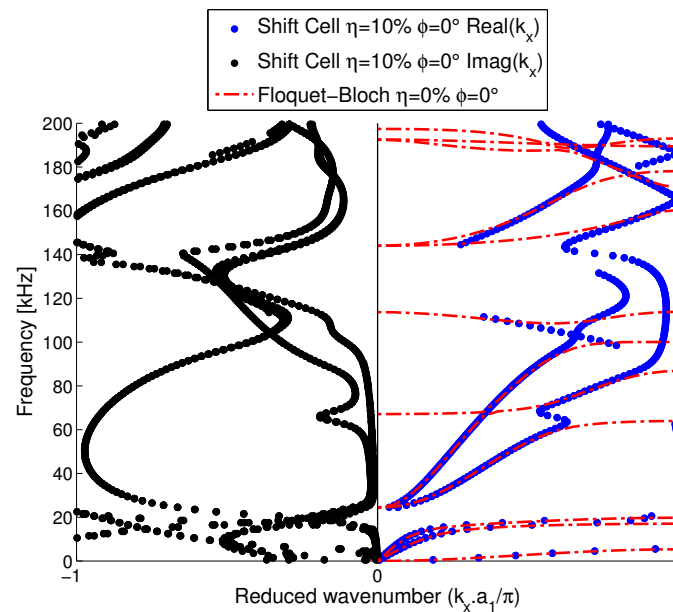 Shift Cell η=10% ϕ=0° Real(kₓ)
Shift Cell η=10% ϕ=0° Imag(kₓ)
Floquet−Bloch η=0% ϕ=0°
200
180
160
140
120
100
80
60
40
20
0
Frequency [kHz]
−1
0
Reduced wavenumber (kₓ.a₁/π)